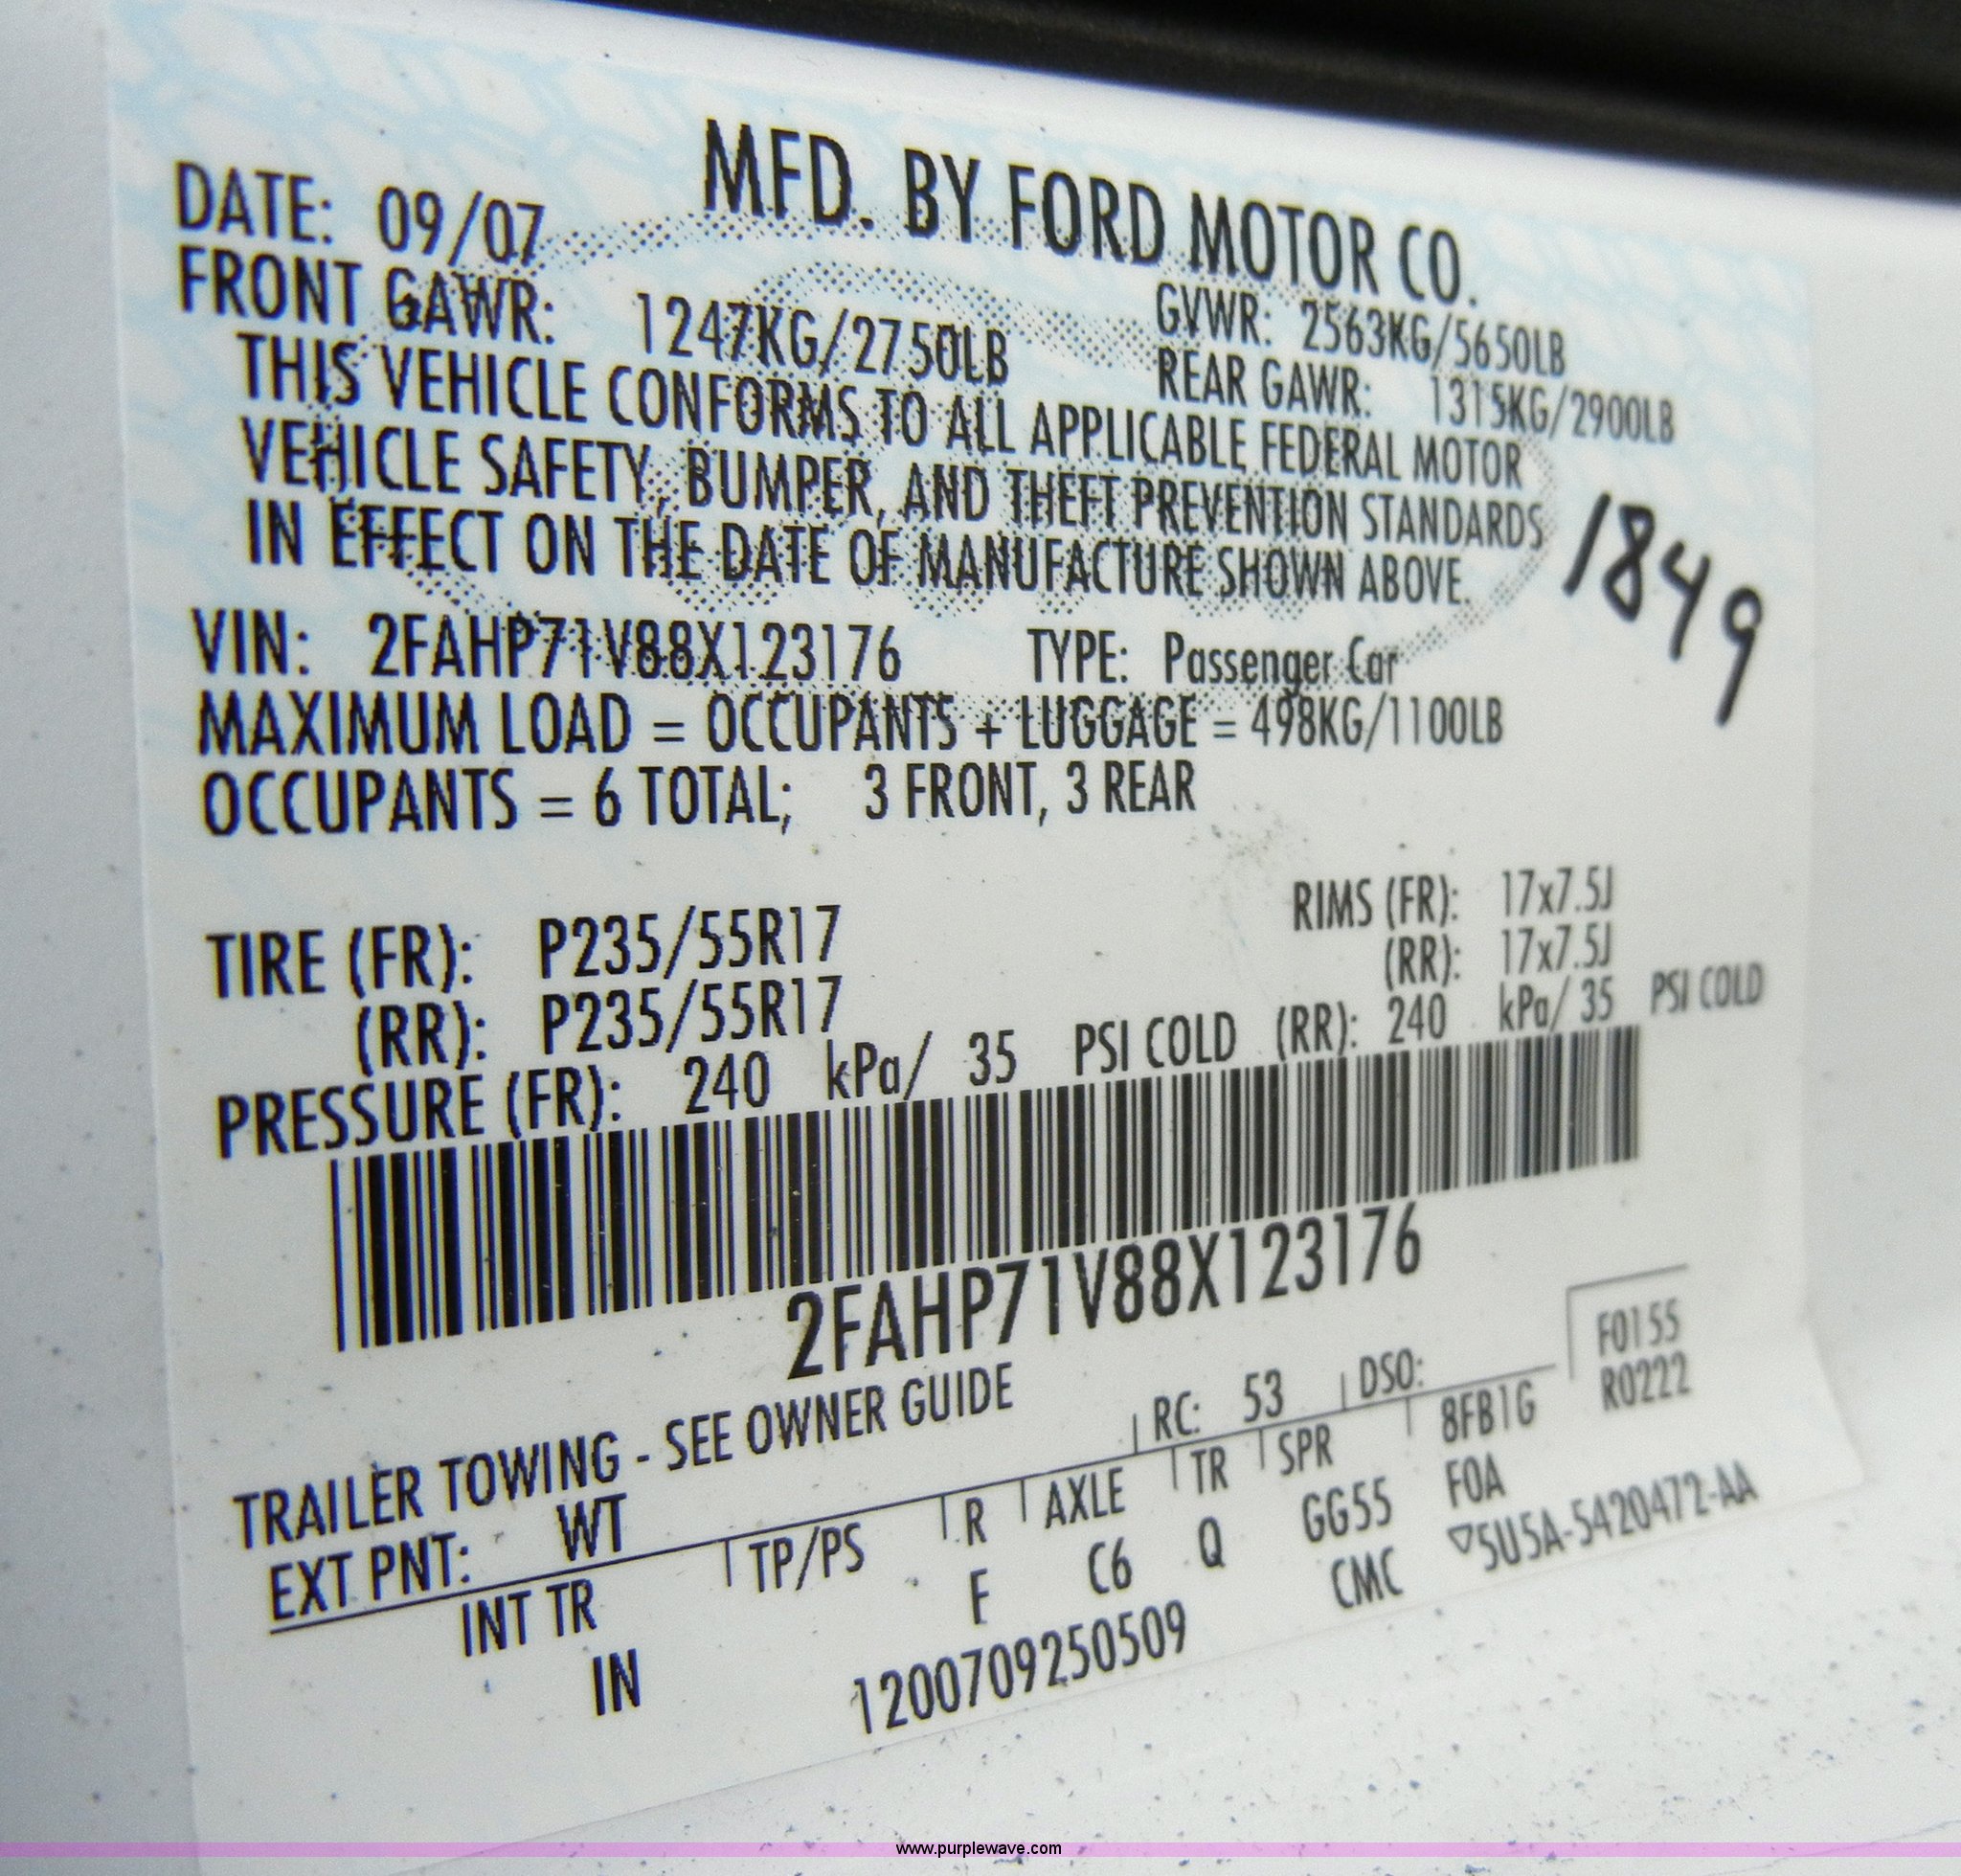 MFD. BY FORD MOTOR CO.
DATE: 09/07
GVWR: 2563KG/5650LB
FRONT GAWR: 1247KG/2750LB REAR GAWR: 1315KG/2900LB
THIS VEHICLE CONFORMS TO ALL APPLICABLE FEDERAL MOTOR
VEHICLE SAFETY, BUMPER, AND THEFT PREVENTION STANDARDS
IN EFFECT ON THE DATE OF MANUFACTURE SHOWN ABOVE.
1849
VIN: 2FAHP71V88X123176 TYPE: Passenger Car
MAXIMUM LOAD = OCCUPANTS + LUGGAGE = 498KG/1100LB
OCCUPANTS = 6 TOTAL; 3 FRONT, 3 REAR
TIRE (FR): P235/55R17 RIMS (FR): 17x7.5J
(RR): P235/55R17 (RR): 17x7.5J
PRESSURE (FR): 240 kPa/ 35 PSI COLD (RR): 240 kPa/ 35 PSI COLD
2FAHP71V88X123176
TRAILER TOWING - SEE OWNER GUIDE
F0155
R0222
EXT PNT: WT RC: 53 DSO:
INT TR TP/PS R AXLE TR SPR 8FB1G
IN F C6 Q GG55 F0A
1200709250509 CMC ▽5U5A-5420472-AA
www.purplewave.com